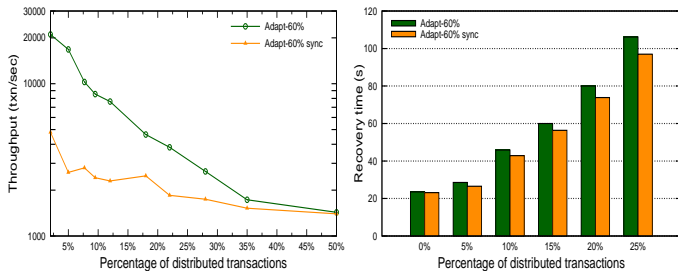 Throughput (txn/sec)
30000
20000
10000
1000
Adapt-60%
Adapt-60% sync
5% 10% 15% 20% 25% 30% 35% 40% 45% 50%
Percentage of distributed transactions
Recovery time (s)
120
100
80
60
40
20
0
Adapt-60%
Adapt-60% sync
0% 5% 10% 15% 20% 25%
Percentage of distributed transactions